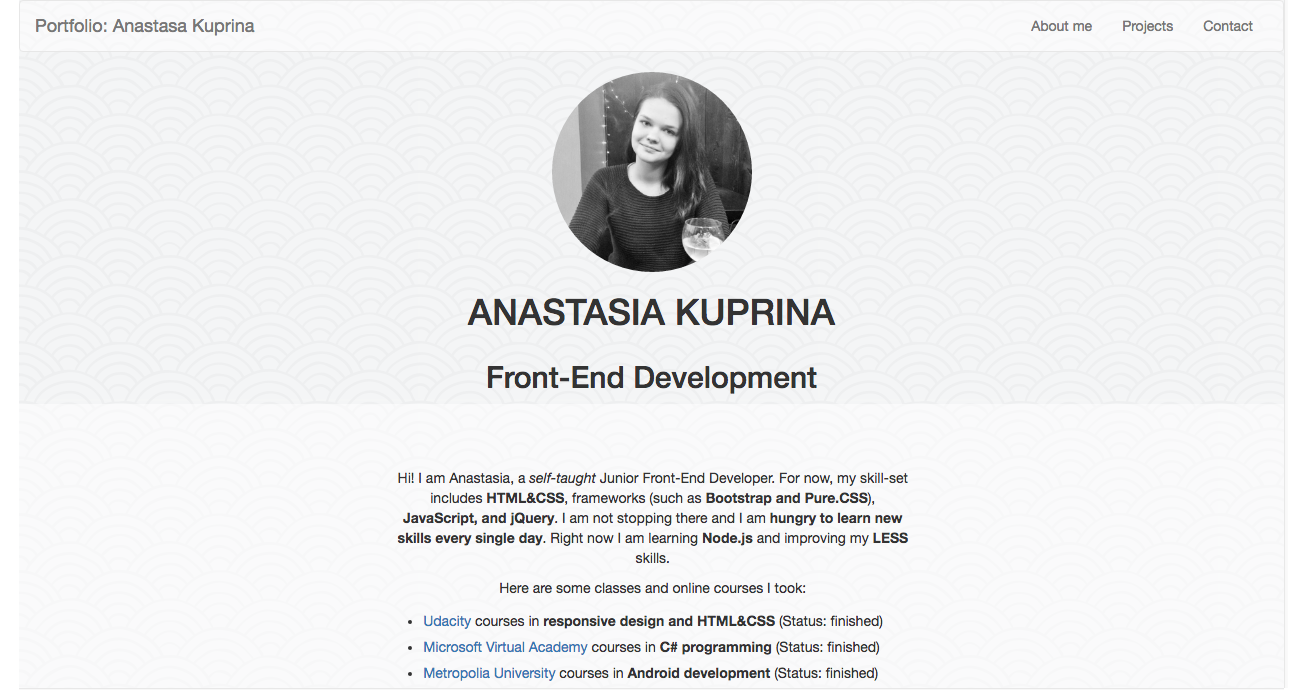 Portfolio: Anastasa Kuprina
About me Projects Contact
ANASTASIA KUPRINA
Front-End Development
Hi! I am Anastasia, a self-taught Junior Front-End Developer. For now, my skill-set
includes HTML&CSS, frameworks (such as Bootstrap and Pure.CSS),
JavaScript, and jQuery. I am not stopping there and I am hungry to learn new
skills every single day. Right now I am learning Node.js and improving my LESS
skills.
Here are some classes and online courses I took:
• Udacity courses in responsive design and HTML&CSS (Status: finished)
• Microsoft Virtual Academy courses in C# programming (Status: finished)
• Metropolia University courses in Android development (Status: finished)